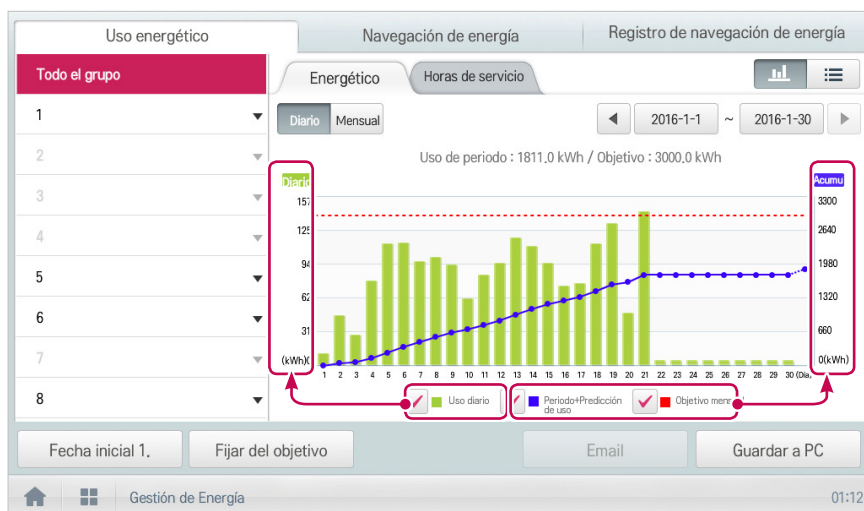 Uso energético
Navegación de energía
Registro de navegación de energía
Todo el grupo
1
2
3
4
5
6
7
8
Energético
Horas de servicio
Diario
Mensual
2016-1-1
~
2016-1-30
Uso de periodo : 1811.0 kWh / Objetivo : 3000.0 kWh
Diario
Acumu
157
125
94
62
31
(kWh)
3300
2640
1980
1320
660
0(kWh)
1 2 3 4 5 6 7 8 9 10 11 12 13 14 15 16 17 18 19 20 21 22 23 24 25 26 27 28 29 30 (Día)
Uso diario
Periodo+Predicción
de uso
Objetivo
Fecha inicial 1.
Fijar del objetivo
Email
Guardar a PC
Gestión de Energía
01:12